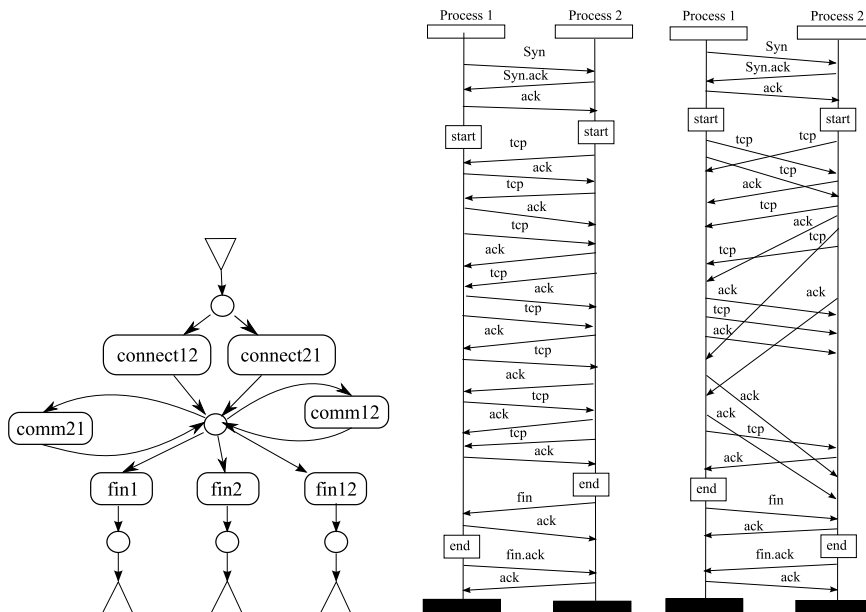 connect12
connect21
comm21
comm12
fin1
fin2
fin12
Process 1
Process 2
Syn
Syn.ack
ack
start
start
tcp
ack
tcp
ack
tcp
ack
tcp
ack
tcp
ack
tcp
ack
tcp
ack
tcp
ack
end
fin
ack
end
fin.ack
ack
Process 1
Process 2
Syn
Syn.ack
ack
start
start
tcp
tcp
tcp
ack
tcp
ack
tcp
tcp
ack
ack
tcp
ack
ack
ack
tcp
ack
end
fin
ack
end
fin.ack
ack